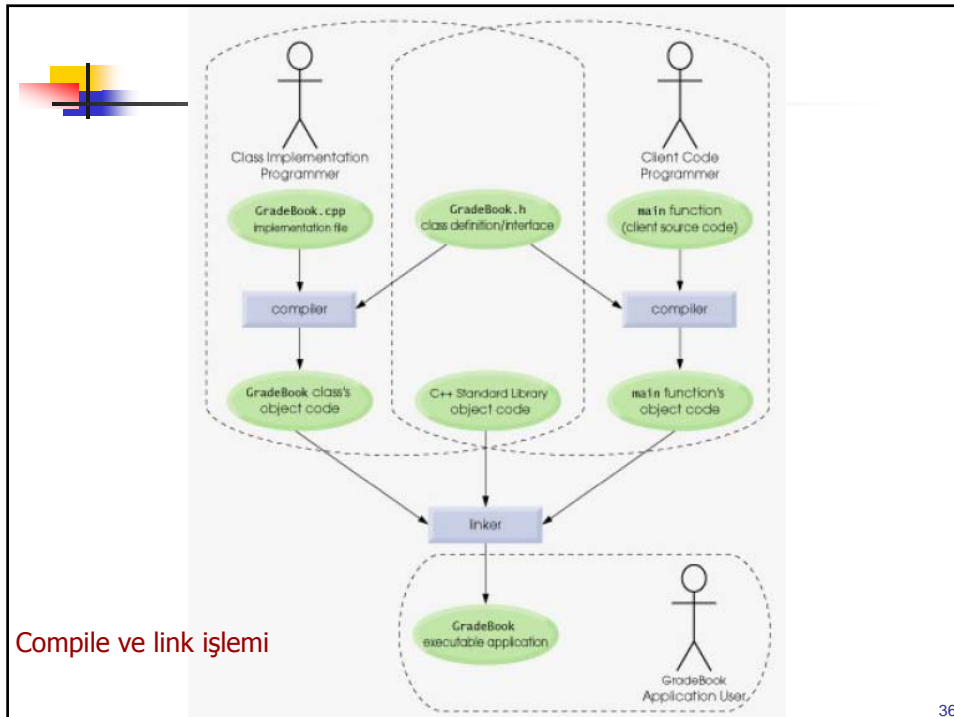 Class Implementation
Programmer
Client Code
Programmer
GradeBook.cpp
implementation file
GradeBook.h
class definition/interface
main function
(client source code)
compiler
compiler
GradeBook class's
object code
C++ Standard Library
object code
main function's
object code
linker
GradeBook
executable application
Compile ve link işlemi
GradeBook
Application User
36